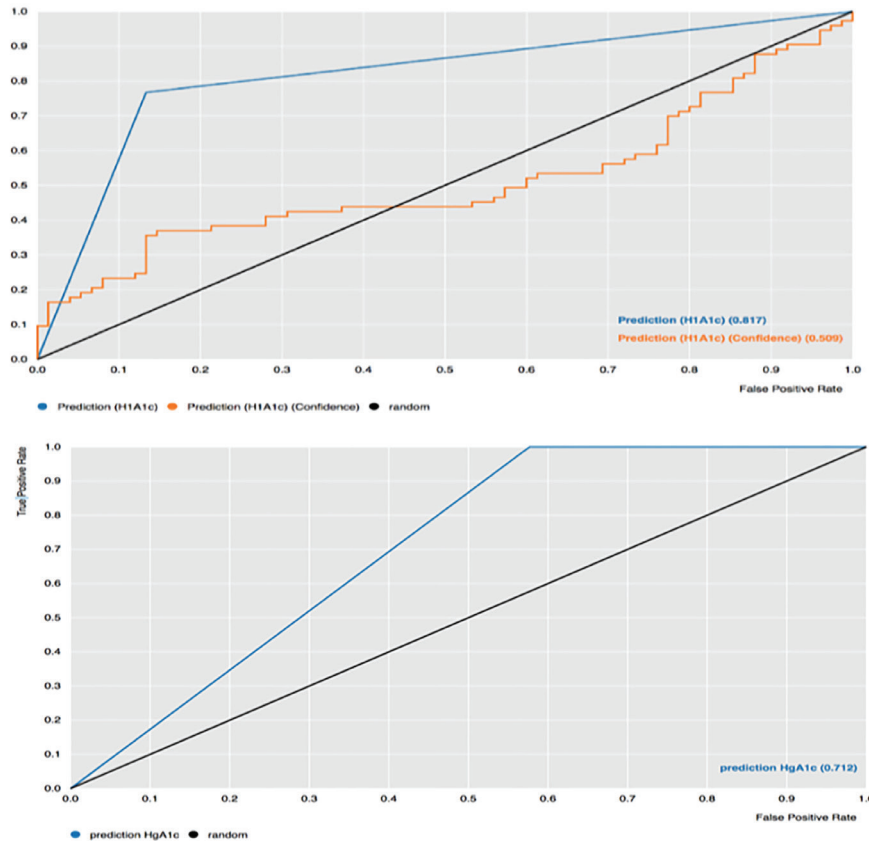 1.0
0.9
0.8
0.7
0.6
0.5
0.4
0.3
0.2
0.1
0.0
Prediction (H1A1c) (0.817)
Prediction (H1A1c) (Confidence) (0.509)
0.0 0.1 0.2 0.3 0.4 0.5 0.6 0.7 0.8 0.9 1.0
False Positive Rate
Prediction (H1A1c) Prediction (H1A1c) (Confidence) random
True Positive Rate
1.0
0.9
0.8
0.7
0.6
0.5
0.4
0.3
0.2
0.1
0.0
prediction HgA1c (0.712)
0.0 0.1 0.2 0.3 0.4 0.5 0.6 0.7 0.8 0.9 1.0
False Positive Rate
prediction HgA1c random